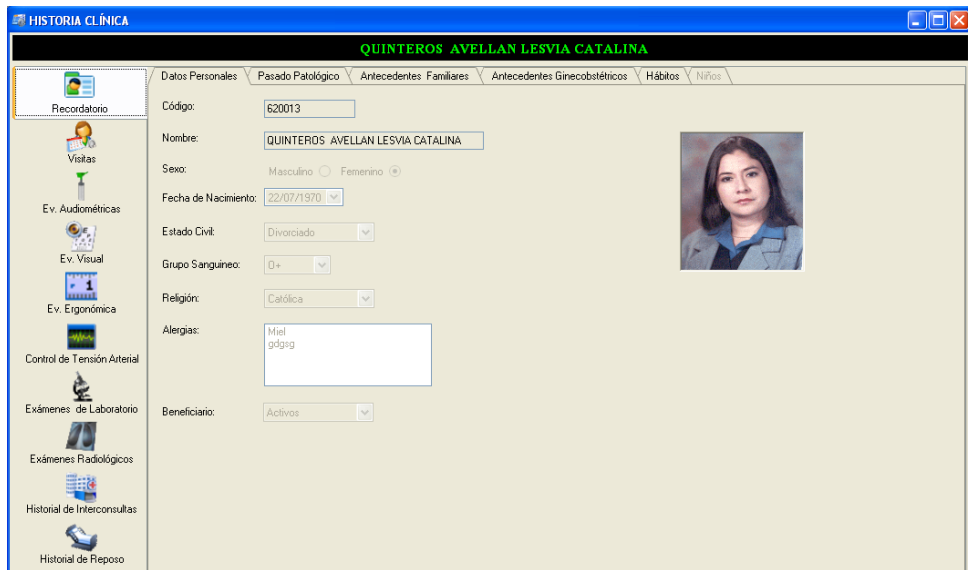 HISTORIA CLÍNICA
QUINTEROS AVELLAN LESVIA CATALINA
Recordatorio
Visitas
Ev. Audiométricas
Ev. Visual
Ev. Ergonómica
Control de Tensión Arterial
Exámenes de Laboratorio
Exámenes Radiológicos
Historial de Interconsultas
Historial de Reposo
Datos Personales Pasado Patológico Antecedentes Familiares Antecedentes Ginecobstétricos Hábitos Niños
Código: 620013
Nombre: QUINTEROS AVELLAN LESVIA CATALINA
Sexo: Masculino Femenino
Fecha de Nacimiento: 22/07/1970
Estado Civil: Divorciado
Grupo Sanguineo: O+
Religión: Católica
Alergias: Miel
gdgsg
Beneficiario: Activos